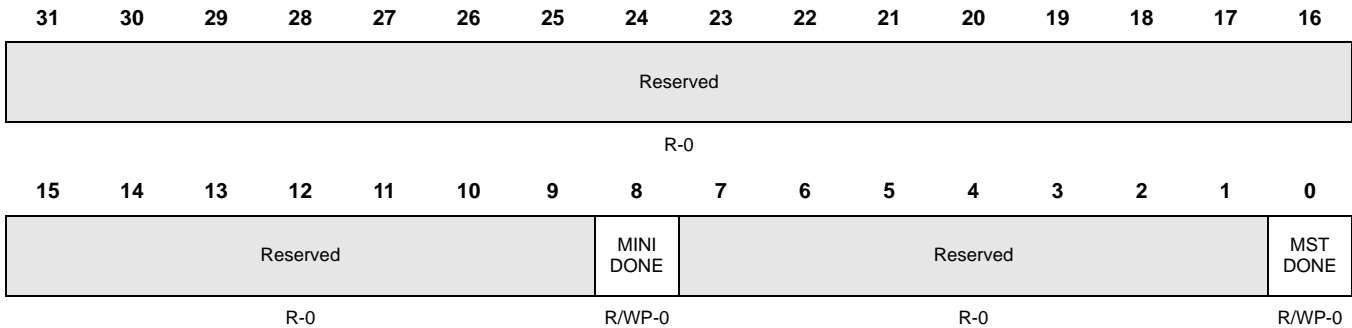 31 30 29 28 27 26 25 24 23 22 21 20 19 18 17 16
Reserved
R-0
15 14 13 12 11 10 9 8 7 6 5 4 3 2 1 0
Reserved MINI DONE Reserved MST DONE
R-0 R/WP-0 R-0 R/WP-0